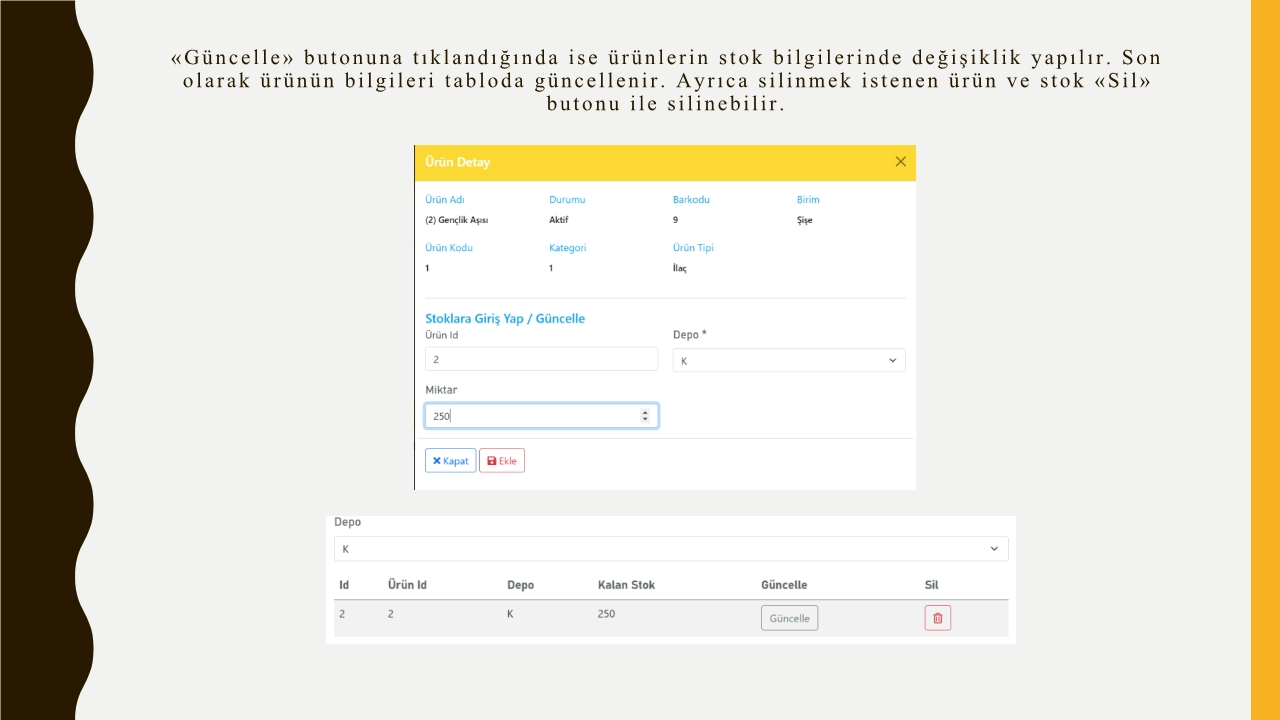 «Güncelle» butonuna tıklandığında ise ürünlerin stok bilgilerinde değişiklik yapılır. Son
olarak ürünün bilgileri tabloda güncellenir. Ayrıca silinmek istenen ürün ve stok «Sil»
butonu ile silinebilir.
Ürün Detay
Ürün Adı Durumu Barkodu Birim
(2) Gençlik Aşısı Aktif 9 Şişe
Ürün Kodu Kategori Ürün Tipi
1 1 İlaç
Stoklara Giriş Yap / Güncelle
Ürün Id Depo *
2 K
Miktar
250
Kapat Ekle
Depo
K
Id Ürün Id Depo Kalan Stok Güncelle Sil
2 2 K 250 Güncelle